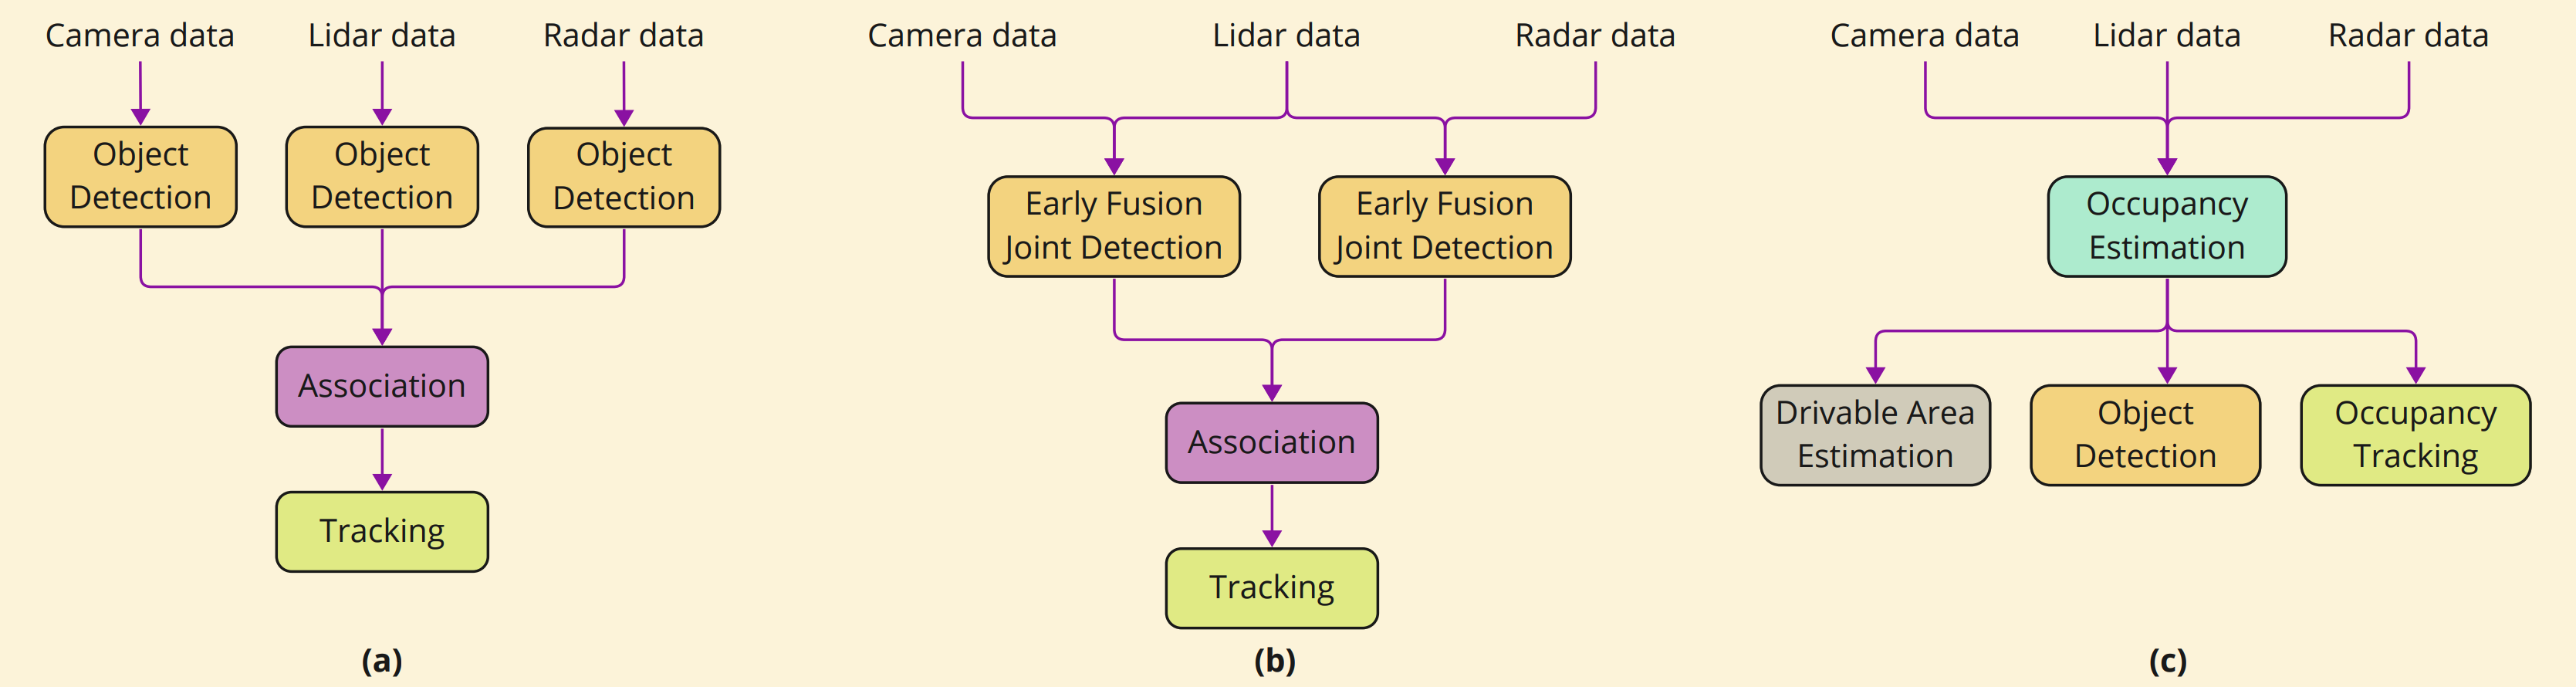 Camera data
Lidar data
Radar data
Object
Detection
Object
Detection
Object
Detection
Association
Tracking
(a)
Camera data
Lidar data
Radar data
Early Fusion
Joint Detection
Early Fusion
Joint Detection
Association
Tracking
(b)
Camera data
Lidar data
Radar data
Occupancy
Estimation
Drivable Area
Estimation
Object
Detection
Occupancy
Tracking
(c)